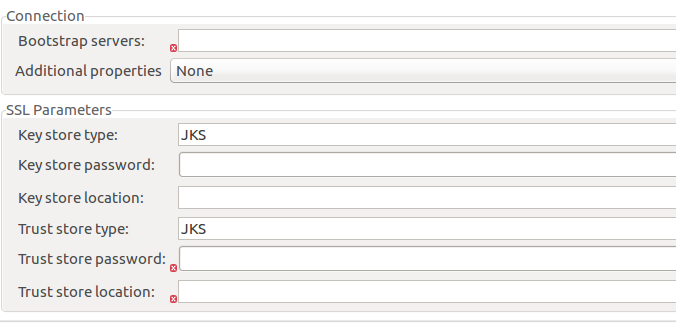 Connection
Bootstrap servers:
Additional properties None
SSL Parameters
Key store type: JKS
Key store password:
Key store location:
Trust store type: JKS
Trust store password:
Trust store location: